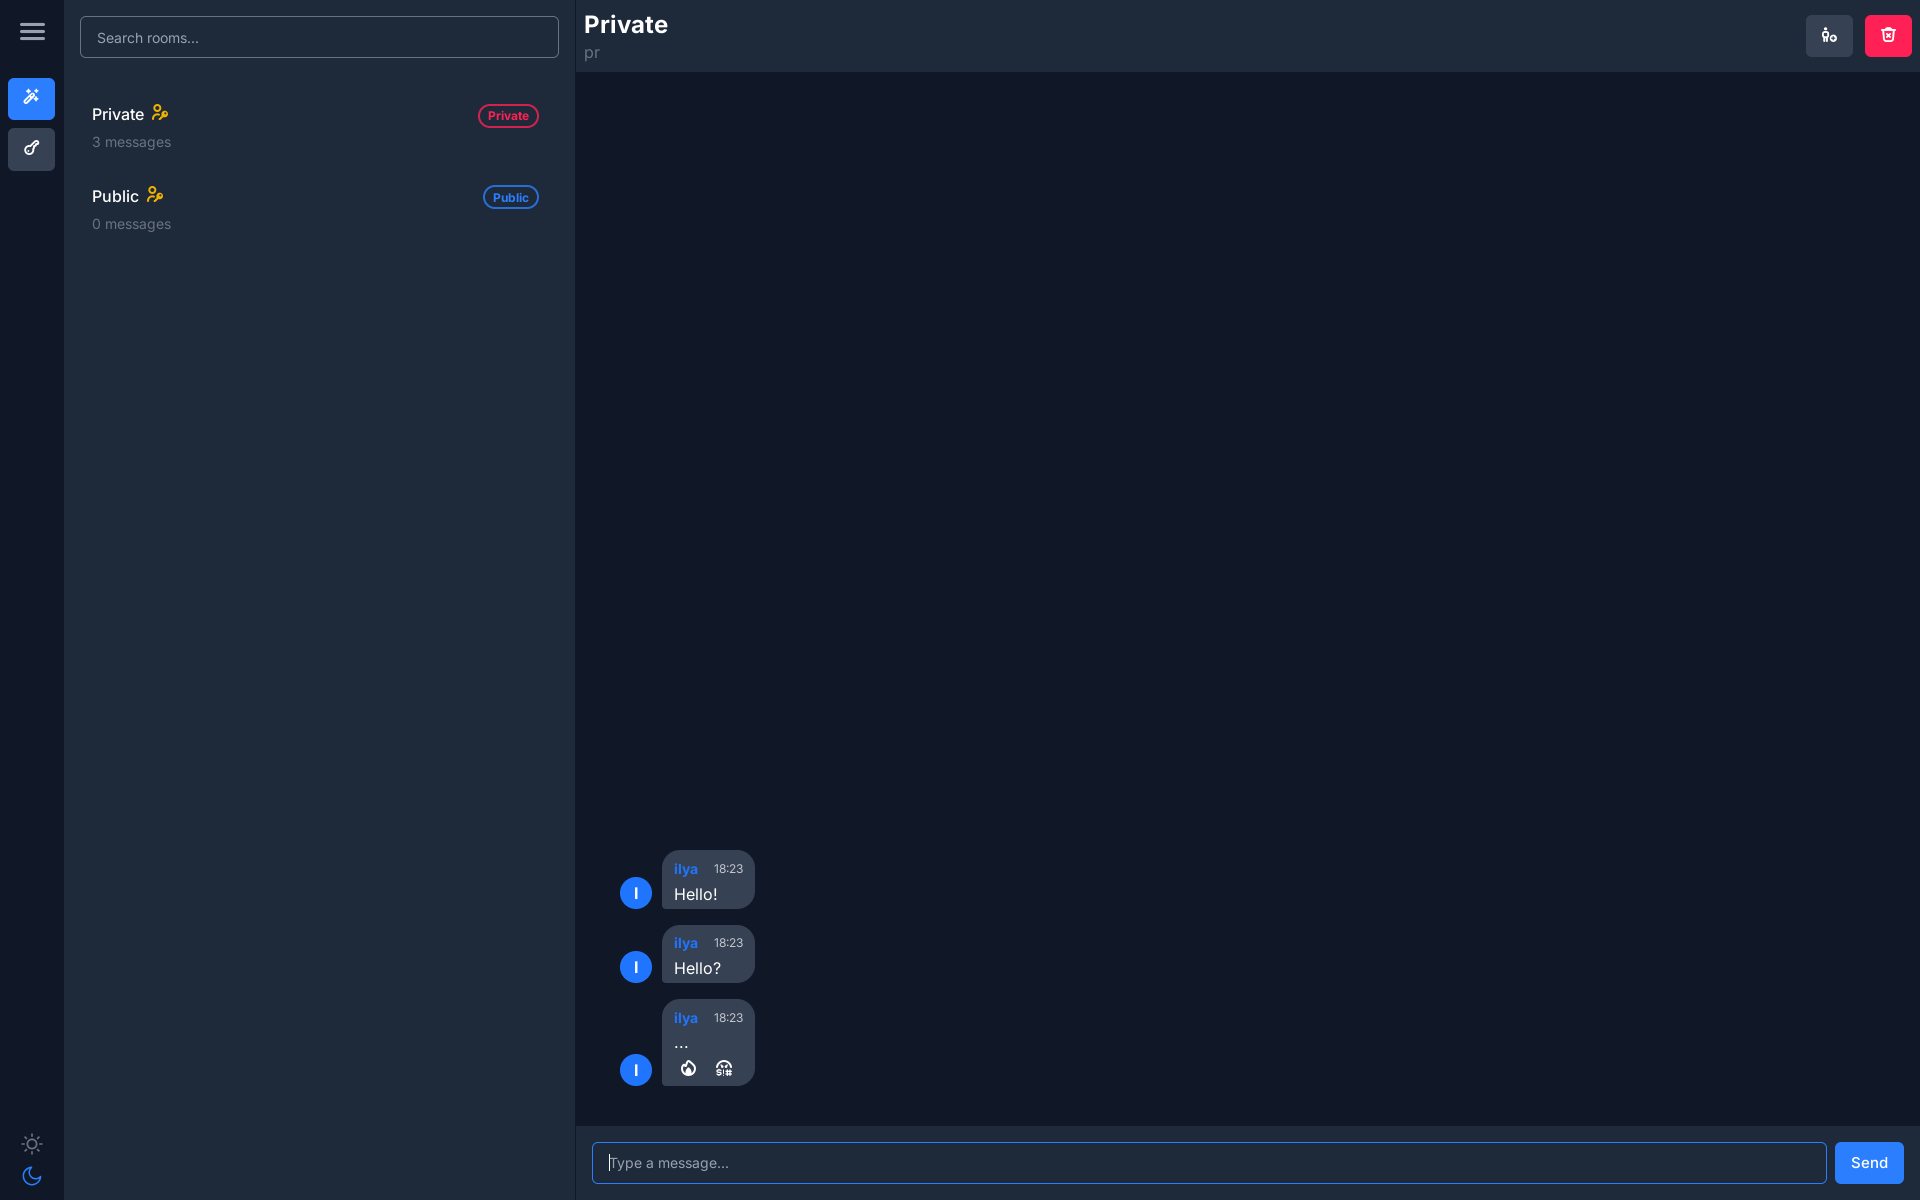 Search rooms...
Private
Private
3 messages
Public
Public
0 messages
Private
pr
I
ilya 18:23
Hello!
I
ilya 18:23
Hello?
I
ilya 18:23
...
Type a message...
Send